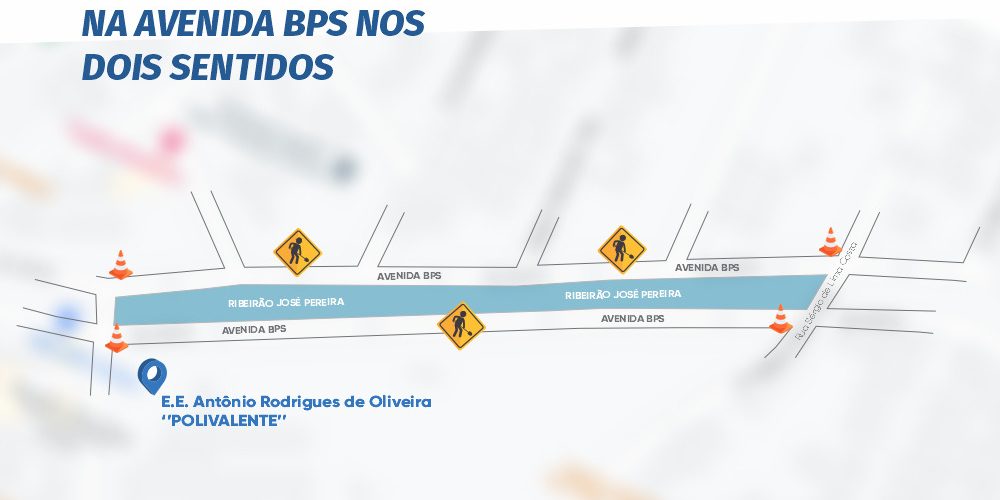 NA AVENIDA BPS NOS
DOIS SENTIDOS
AVENIDA BPS
AVENIDA BPS
RIBEIRÃO JOSÉ PEREIRA
RIBEIRÃO JOSÉ PEREIRA
AVENIDA BPS
AVENIDA BPS
Rua Sérgio de Lima Costa
E.E. Antônio Rodrigues de Oliveira
‘’POLIVALENTE’’